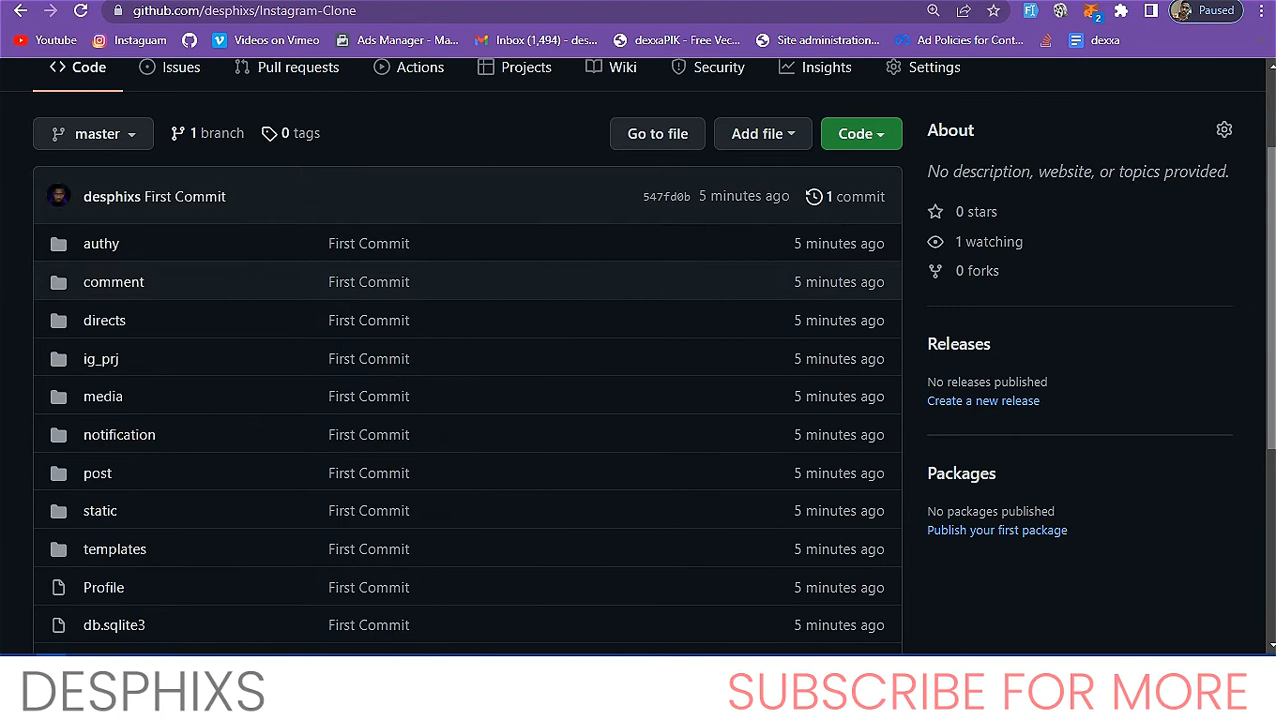 github.com/desphixs/Instagram-Clone
2
Paused
Youtube
Instaguam
Videos on Vimeo
Ads Manager - Ma...
Inbox (1,494) - des...
dexxaPIK - Free Vec...
Site administration...
Ad Policies for Cont...
dexxa
Code
Issues
Pull requests
Actions
Projects
Wiki
Security
Insights
Settings
master
1 branch
0 tags
Go to file
Add file
Code
desphixs First Commit
547fd0b 5 minutes ago
1 commit
authy First Commit 5 minutes ago
comment First Commit 5 minutes ago
directs First Commit 5 minutes ago
ig_prj First Commit 5 minutes ago
media First Commit 5 minutes ago
notification First Commit 5 minutes ago
post First Commit 5 minutes ago
static First Commit 5 minutes ago
templates First Commit 5 minutes ago
Profile First Commit 5 minutes ago
db.sqlite3 First Commit 5 minutes ago
About
No description, website, or topics provided.
0 stars
1 watching
0 forks
Releases
No releases published
Create a new release
Packages
No packages published
Publish your first package
DESPHIXS
SUBSCRIBE FOR MORE